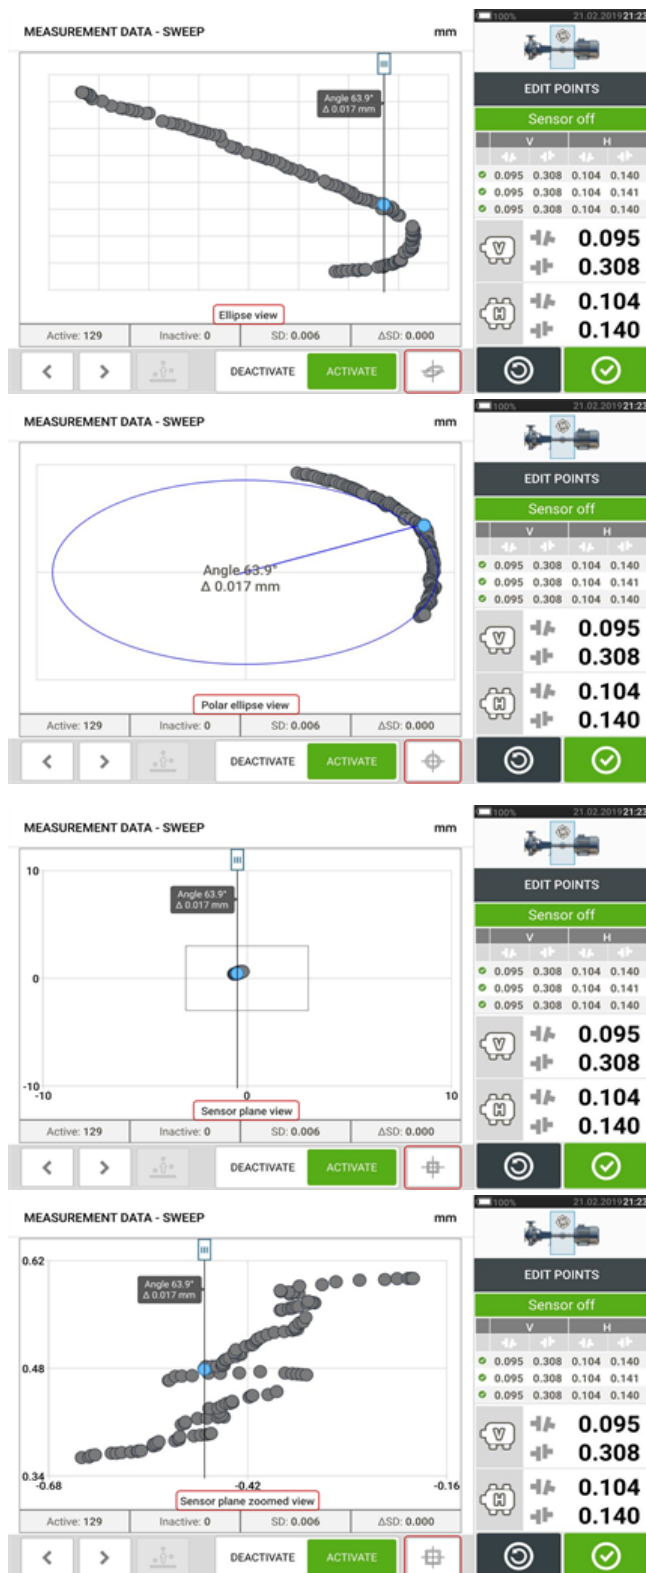 100% 21.02.2019 21:23
MEASUREMENT DATA - SWEEP mm
EDIT POINTS
Sensor off
Angle 63.9°
Δ 0.017 mm
V H
0.095 0.308 0.104 0.140
0.095 0.308 0.104 0.141
0.095 0.308 0.104 0.140
V 0.095
0.308
H 0.104
0.140
Ellipse view
Active: 129 Inactive: 0 SD: 0.006 ΔSD: 0.000
DEACTIVATE ACTIVATE
100% 21.02.2019 21:23
MEASUREMENT DATA - SWEEP mm
EDIT POINTS
Sensor off
V H
0.095 0.308 0.104 0.140
0.095 0.308 0.104 0.141
0.095 0.308 0.104 0.140
Angle 63.9°
Δ 0.017 mm
V 0.095
0.308
H 0.104
0.140
Polar ellipse view
Active: 129 Inactive: 0 SD: 0.006 ΔSD: 0.000
DEACTIVATE ACTIVATE
100% 21.02.2019 21:23
MEASUREMENT DATA - SWEEP mm
10
EDIT POINTS
Angle 63.9°
Δ 0.017 mm
Sensor off
V H
0.095 0.308 0.104 0.140
0.095 0.308 0.104 0.141
0.095 0.308 0.104 0.140
0
V 0.095
0.308
H 0.104
0.140
-10
-10 0 10
Sensor plane view
Active: 129 Inactive: 0 SD: 0.006 ΔSD: 0.000
DEACTIVATE ACTIVATE
100% 21.02.2019 21:23
MEASUREMENT DATA - SWEEP mm
0.62
EDIT POINTS
Angle 63.9°
Δ 0.017 mm
Sensor off
V H
0.095 0.308 0.104 0.140
0.095 0.308 0.104 0.141
0.095 0.308 0.104 0.140
0.48
V 0.095
0.308
H 0.104
0.140
0.34
-0.68 -0.42 -0.16
Sensor plane zoomed view
Active: 129 Inactive: 0 SD: 0.006 ΔSD: 0.000
DEACTIVATE ACTIVATE